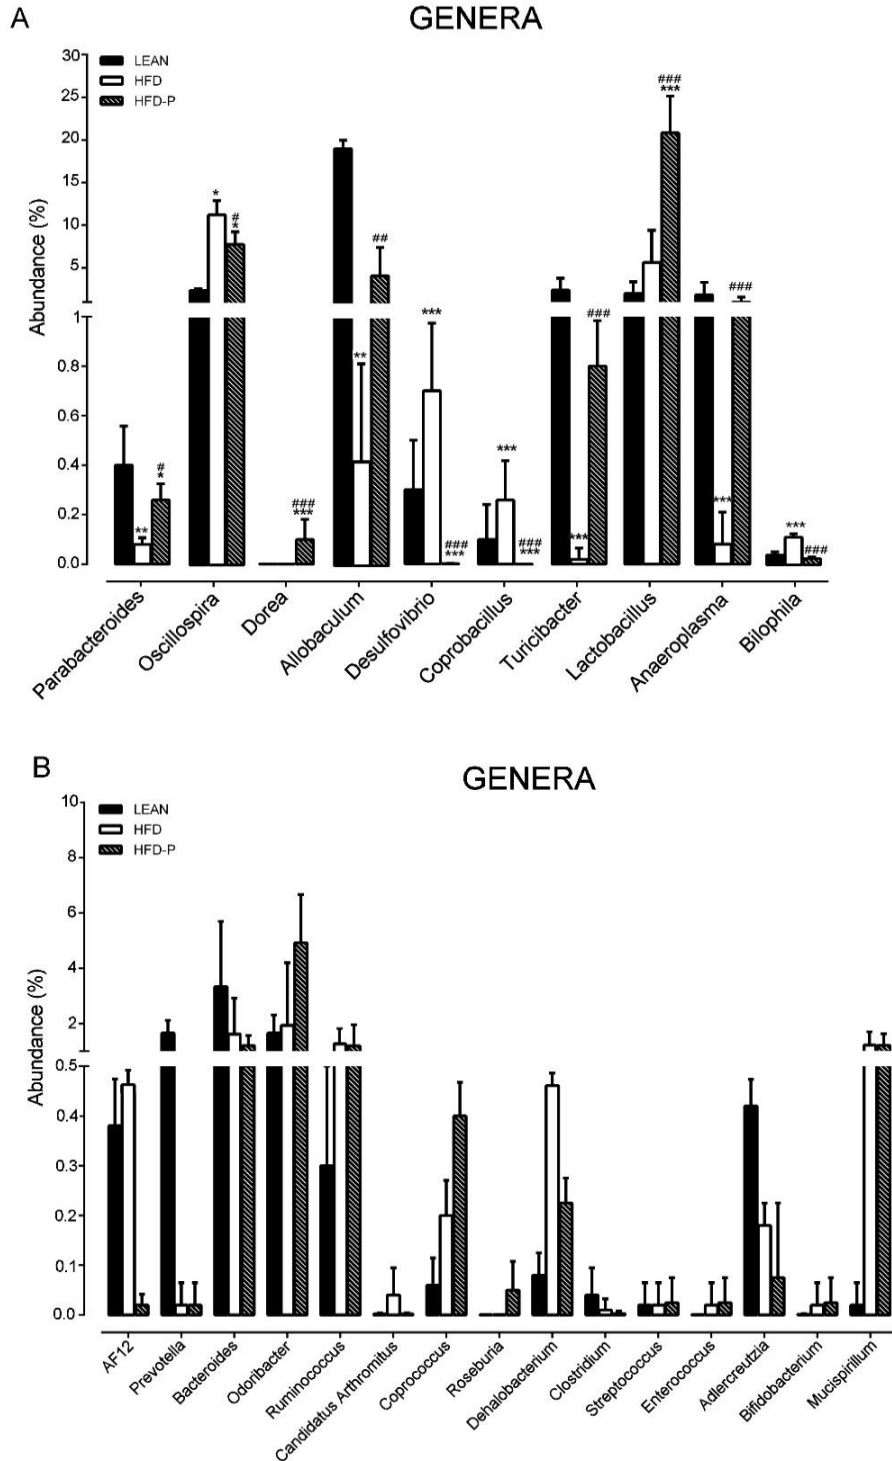 A
GENERA
LEAN
HFD
HFD-P
Abundance (%)
30
25
20
15
10
5
1
0.8
0.6
0.4
0.2
0.0
**
#
*
*
#
*
###
***
**
##
***
###
***
***
###
***
***
###
###
***
***
###
***
###
Parabacteroides
Oscillospira
Dorea
Allobaculum
Desulfovibrio
Coprobacillus
Turicibacter
Lactobacillus
Anaeroplasma
Bilophila
B
GENERA
LEAN
HFD
HFD-P
Abundance (%)
10
8
6
4
2
0.5
0.4
0.3
0.2
0.1
0.0
AF12
Prevotella
Bacteroides
Odoribacter
Ruminococcus
Candidatus Arthromitus
Coprococcus
Roseburia
Dehalobacterium
Clostridium
Streptococcus
Enterococcus
Adlercreutzia
Bifidobacterium
Mucispirillum